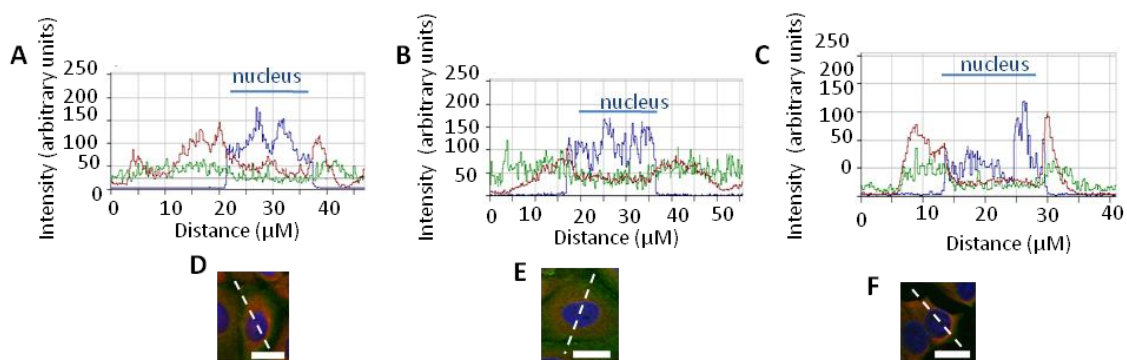 A
Intensity (arbitrary units)
250
200
150
100
50
0
nucleus
0 10 20 30 40
Distance (µM)
B
Intensity (arbitrary units)
250
200
150
100
50
nucleus
0 10 20 30 35 50
Distance (µM)
C
Intensity (arbitrary units)
250
200
150
100
50
0
nucleus
0 10 20 30 40
Distance (µM)
D
E
F